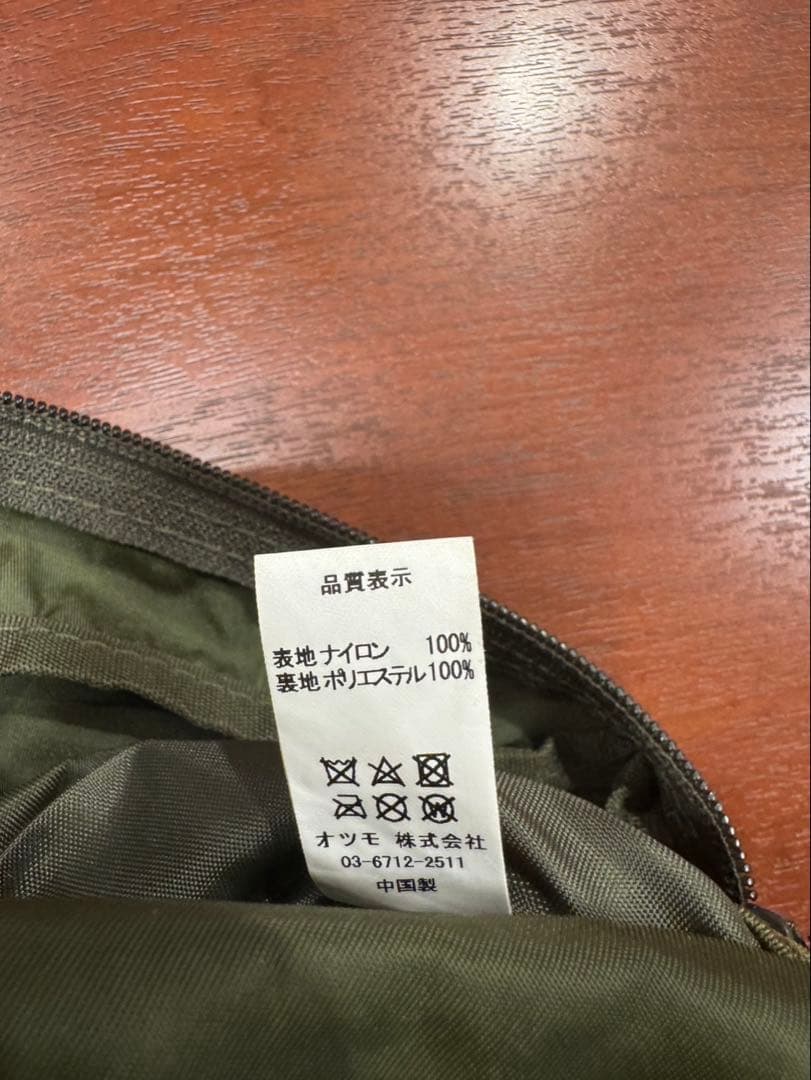 品質表示
表地 ナイロン 100%
裏地 ポリエステル 100%
オツモ 株式会社
03-6712-2511
中国製